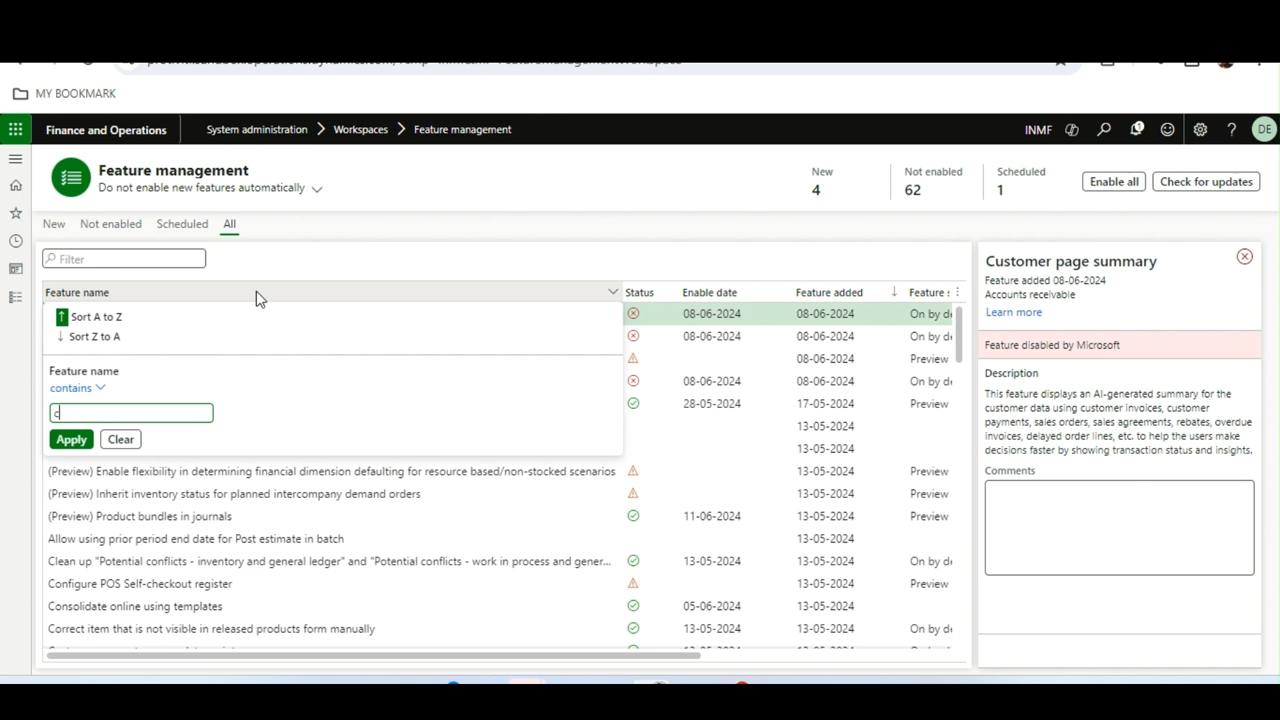 MY BOOKMARK
Finance and Operations
System administration > Workspaces > Feature management
INMF
DE
Feature management
Do not enable new features automatically
New
4
Not enabled
62
Scheduled
1
Enable all
Check for updates
New Not enabled Scheduled All
Filter
Feature name Status Enable date Feature added Feature s
↑ Sort A to Z
↓ Sort Z to A
Feature name
contains
c
Apply Clear
08-06-2024 08-06-2024 On by de
08-06-2024 08-06-2024 On by de
08-06-2024 Preview
08-06-2024 08-06-2024 On by de
28-05-2024 17-05-2024 Preview
13-05-2024
13-05-2024
(Preview) Enable flexibility in determining financial dimension defaulting for resource based/non-stocked scenarios 13-05-2024 Preview
(Preview) Inherit inventory status for planned intercompany demand orders 13-05-2024 Preview
(Preview) Product bundles in journals 11-06-2024 13-05-2024 Preview
Allow using prior period end date for Post estimate in batch 13-05-2024
Clean up "Potential conflicts - inventory and general ledger" and "Potential conflicts - work in process and gener... 13-05-2024 13-05-2024 On by de
Configure POS Self-checkout register 13-05-2024 Preview
Consolidate online using templates 05-06-2024 13-05-2024
Correct item that is not visible in released products form manually 13-05-2024 13-05-2024 On by de
Customer page summary
Feature added 08-06-2024
Accounts receivable
Learn more
Feature disabled by Microsoft
Description
This feature displays an AI-generated summary for the
customer data using customer invoices, customer
payments, sales orders, sales agreements, rebates, overdue
invoices, delayed order lines, etc. to help the users make
decisions faster by showing transaction status and insights.
Comments